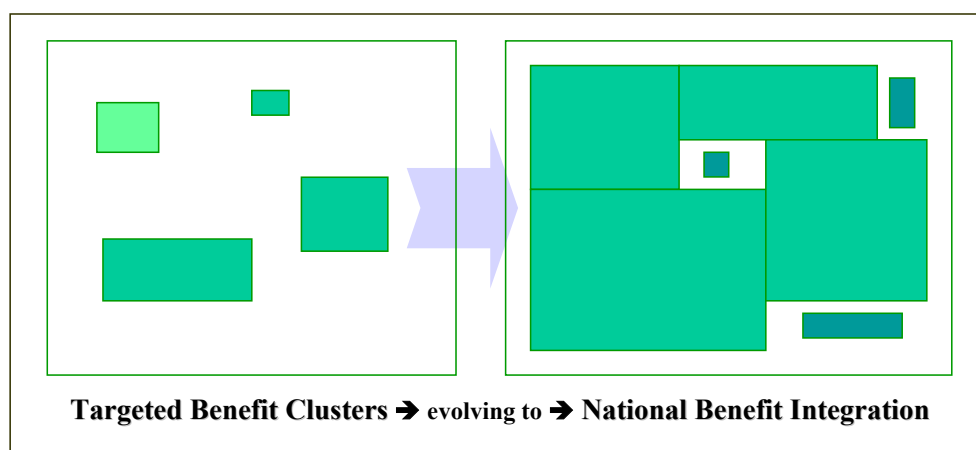 Targeted Benefit Clusters ➔ evolving to ➔ National Benefit Integration